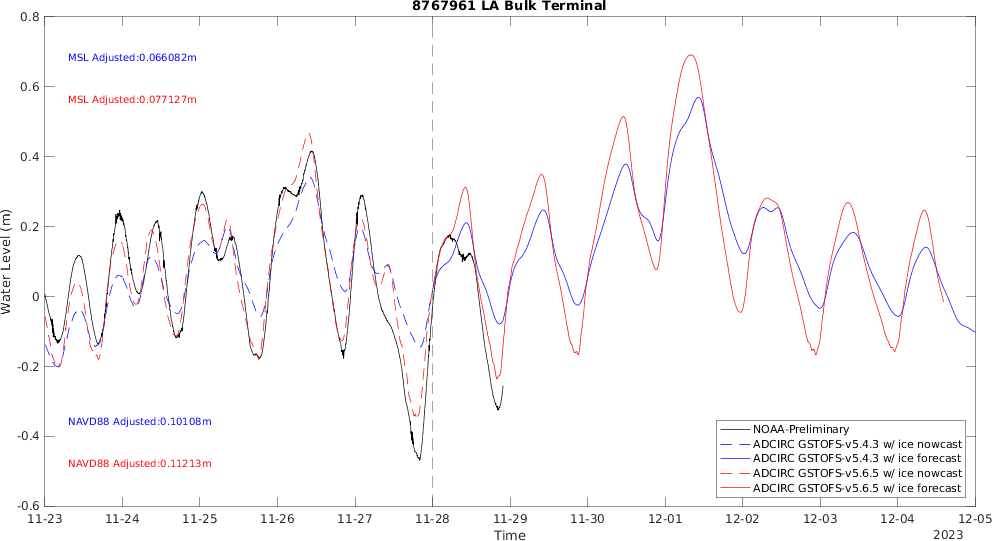 8767961 LA Bulk Terminal
0.8
0.6
0.4
0.2
0
-0.2
-0.4
-0.6
Water Level (m)
MSL Adjusted:0.066082m
MSL Adjusted:0.077127m
NAVD88 Adjusted:0.10108m
NAVD88 Adjusted:0.11213m
NOAA-Preliminary
ADCIRC GSTOFS-v5.4.3 w/ ice nowcast
ADCIRC GSTOFS-v5.4.3 w/ ice forecast
ADCIRC GSTOFS-v5.6.5 w/ ice nowcast
ADCIRC GSTOFS-v5.6.5 w/ ice forecast
11-23 11-24 11-25 11-26 11-27 11-28 11-29 11-30 12-01 12-02 12-03 12-04 12-05
Time
2023